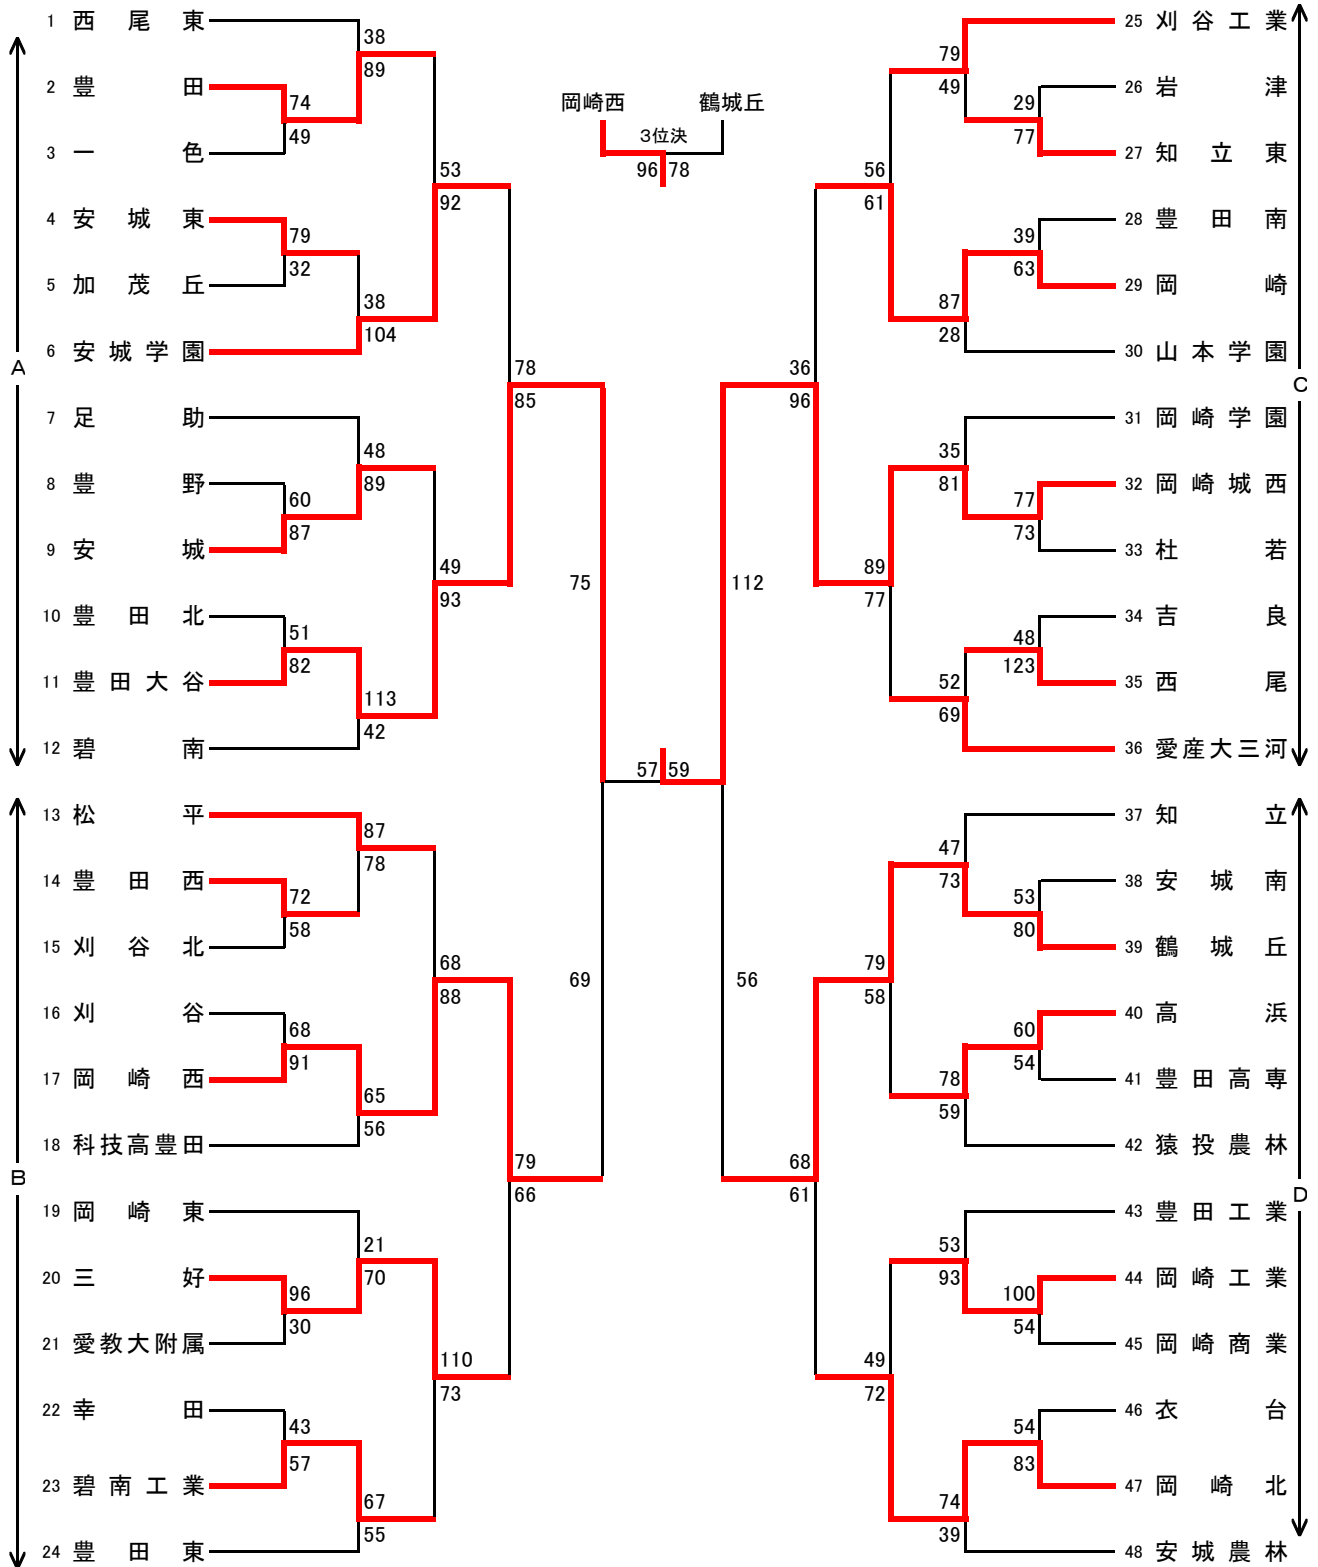 1 西尾東
2 豊田
3 一色
4 安城東
5 加茂丘
6 安城学園
7 足助
8 豊野
9 安城
10 豊田北
11 豊田大谷
12 碧南
A
38
89
74
49
79
32
38
104
53
92
48
89
60
87
51
82
113
42
49
93
78
85
13 松平
14 豊田西
15 刈谷北
16 刈谷
17 岡崎西
18 科技高豊田
19 岡崎東
20 三好
21 愛教大附属
22 幸田
23 碧南工業
24 豊田東
B
87
78
72
58
68
91
65
56
68
88
21
70
96
30
43
57
67
55
110
73
79
66
岡崎西 鶴城丘
3位決
96 78
75
69
57 59
112
56
25 刈谷工業
26 岩津
27 知立東
28 豊田南
29 岡崎
30 山本学園
31 岡崎学園
32 岡崎城西
33 杜若
34 吉良
35 西尾
36 愛産大三河
C
79
49
29
77
39
63
87
28
56
61
35
81
77
73
48
123
52
69
89
77
36
96
37 知立
38 安城南
39 鶴城丘
40 高浜
41 豊田高専
42 猿投農林
43 豊田工業
44 岡崎工業
45 岡崎商業
46 衣台
47 岡崎北
48 安城農林
D
47
73
53
80
60
54
78
59
79
58
53
93
100
54
54
83
74
39
49
72
68
61